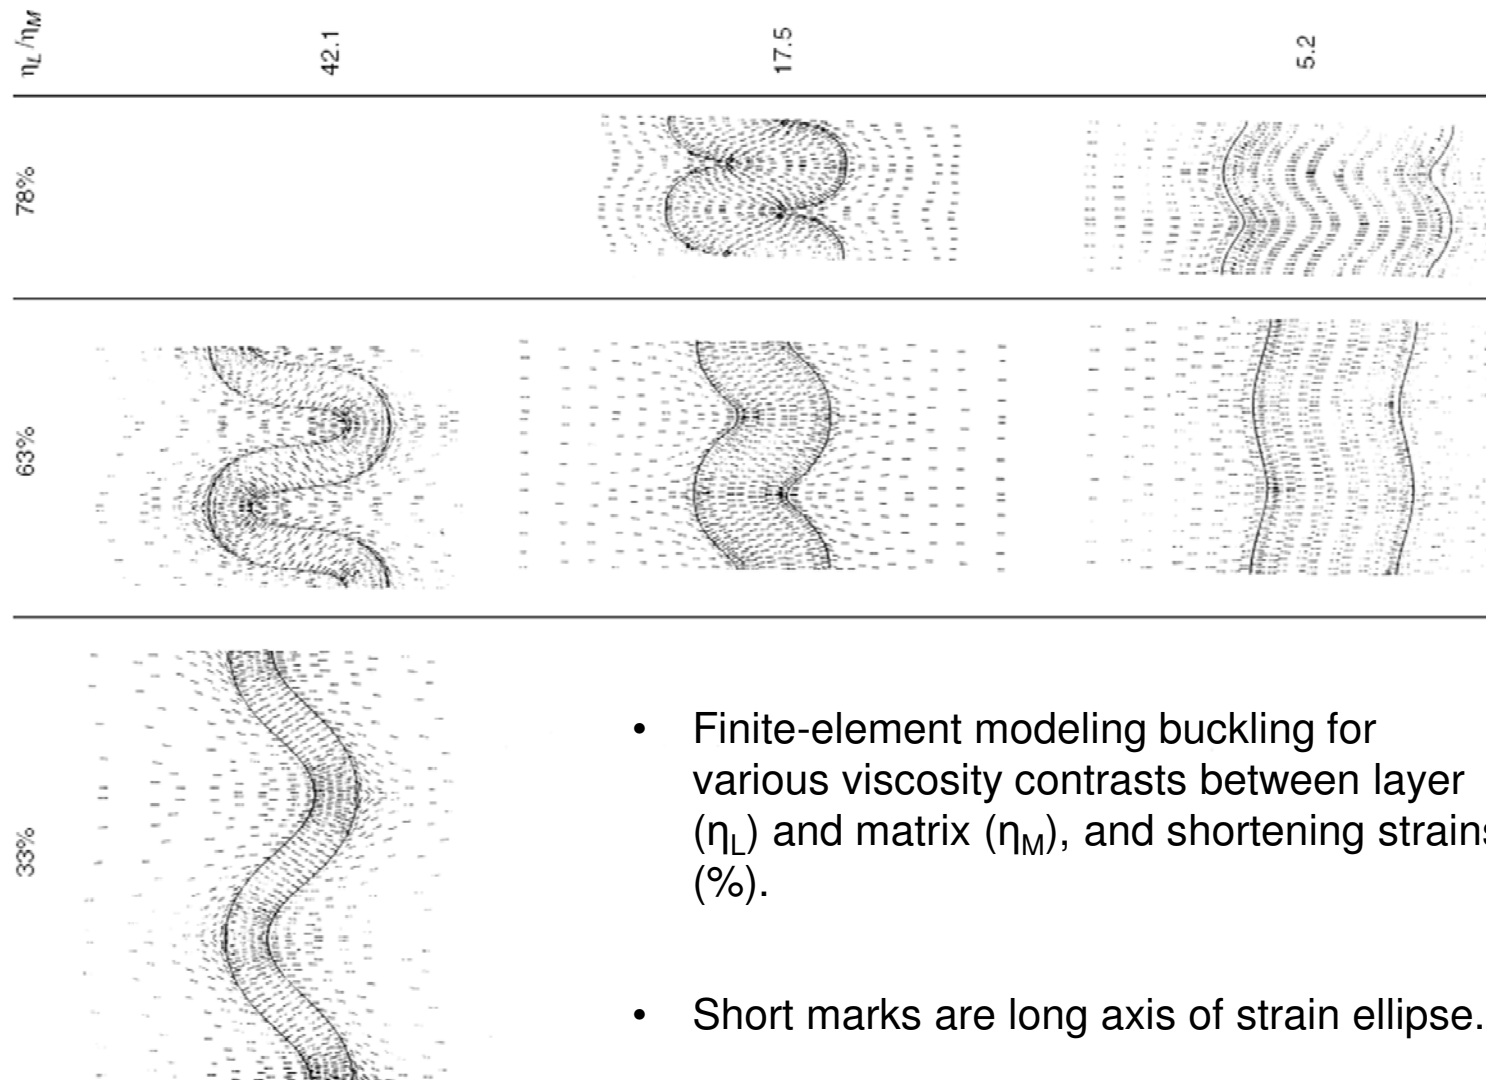 ηL/ηM
42.1
17.5
5.2
78%
63%
33%
• Finite-element modeling buckling for
various viscosity contrasts between layer
(ηL) and matrix (ηM), and shortening strains
(%).
• Short marks are long axis of strain ellipse.